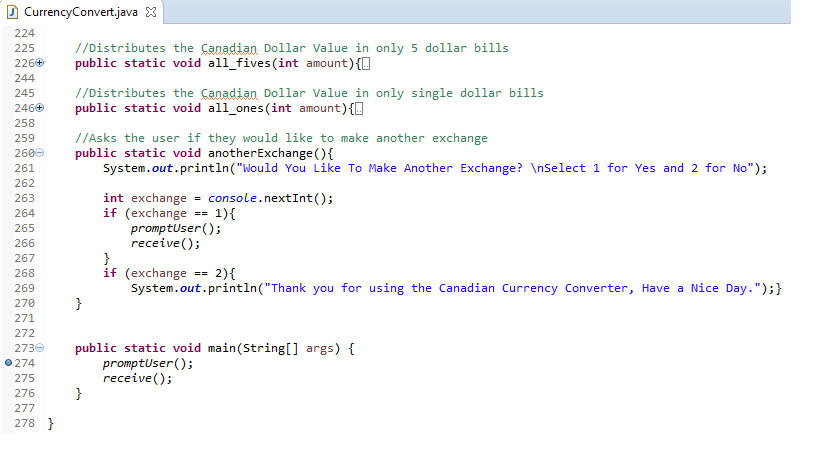 CurrencyConvert.java
224
225 //Distributes the Canadian Dollar Value in only 5 dollar bills
226 public static void all_fives(int amount){
244
245 //Distributes the Canadian Dollar Value in only single dollar bills
246 public static void all_ones(int amount){
258
259 //Asks the user if they would like to make another exchange
260 public static void anotherExchange(){
261 System.out.println("Would You Like To Make Another Exchange? \nSelect 1 for Yes and 2 for No");
262
263 int exchange = console.nextInt();
264 if (exchange == 1){
265 promptUser();
266 receive();
267 }
268 if (exchange == 2){
269 System.out.println("Thank you for using the Canadian Currency Converter, Have a Nice Day.");}
270 }
271
272
273 public static void main(String[] args) {
274 promptUser();
275 receive();
276 }
277
278 }